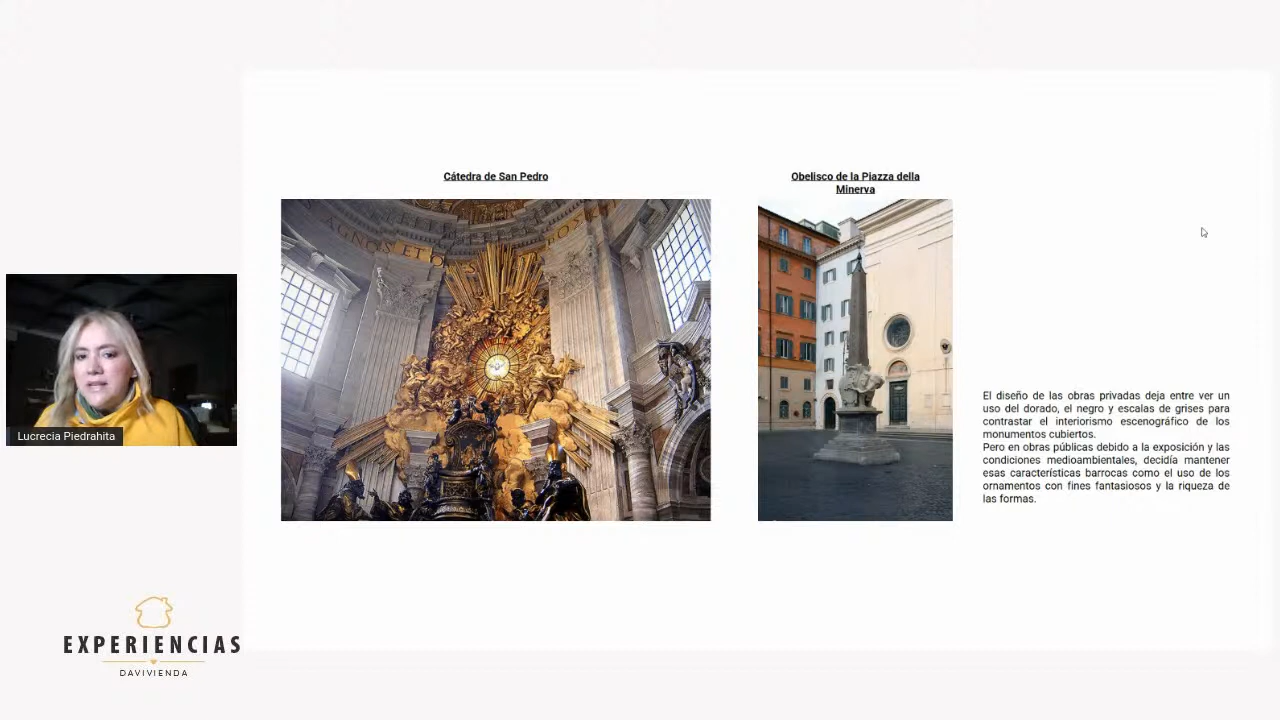 Cátedra de San Pedro
Obelisco de la Piazza della
Minerva
AGNOS ET O
POS
El diseño de las obras privadas deja entre ver un
uso del dorado, el negro y escalas de grises para
contrastar el interiorismo escenográfico de los
monumentos cubiertos.
Pero en obras públicas debido a la exposición y las
condiciones medioambientales, decidía mantener
esas características barrocas como el uso de los
ornamentos con fines fantasiosos y la riqueza de
las formas.
Lucrecia Piedrahita
EXPERIENCIAS
DAVIVIENDA